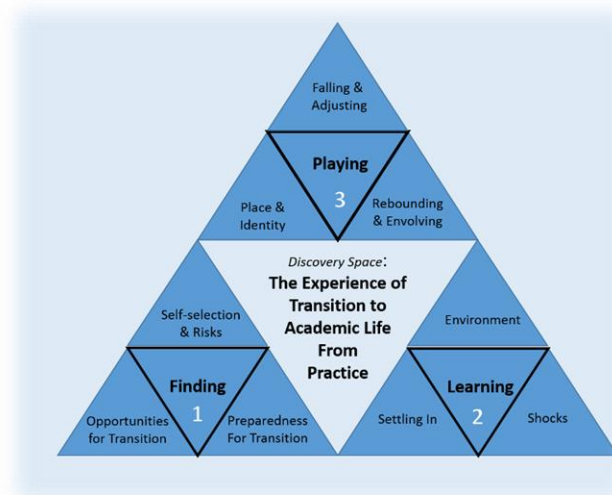 Falling &
Adjusting
Playing
3
Place &
Identity
Rebounding
& Envolving
Discovery Space:
The Experience of
Transition to
Academic Life
From
Practice
Self-selection
& Risks
Finding
1
Opportunities
for Transition
Preparedness
For Transition
Environment
Learning
2
Settling In
Shocks